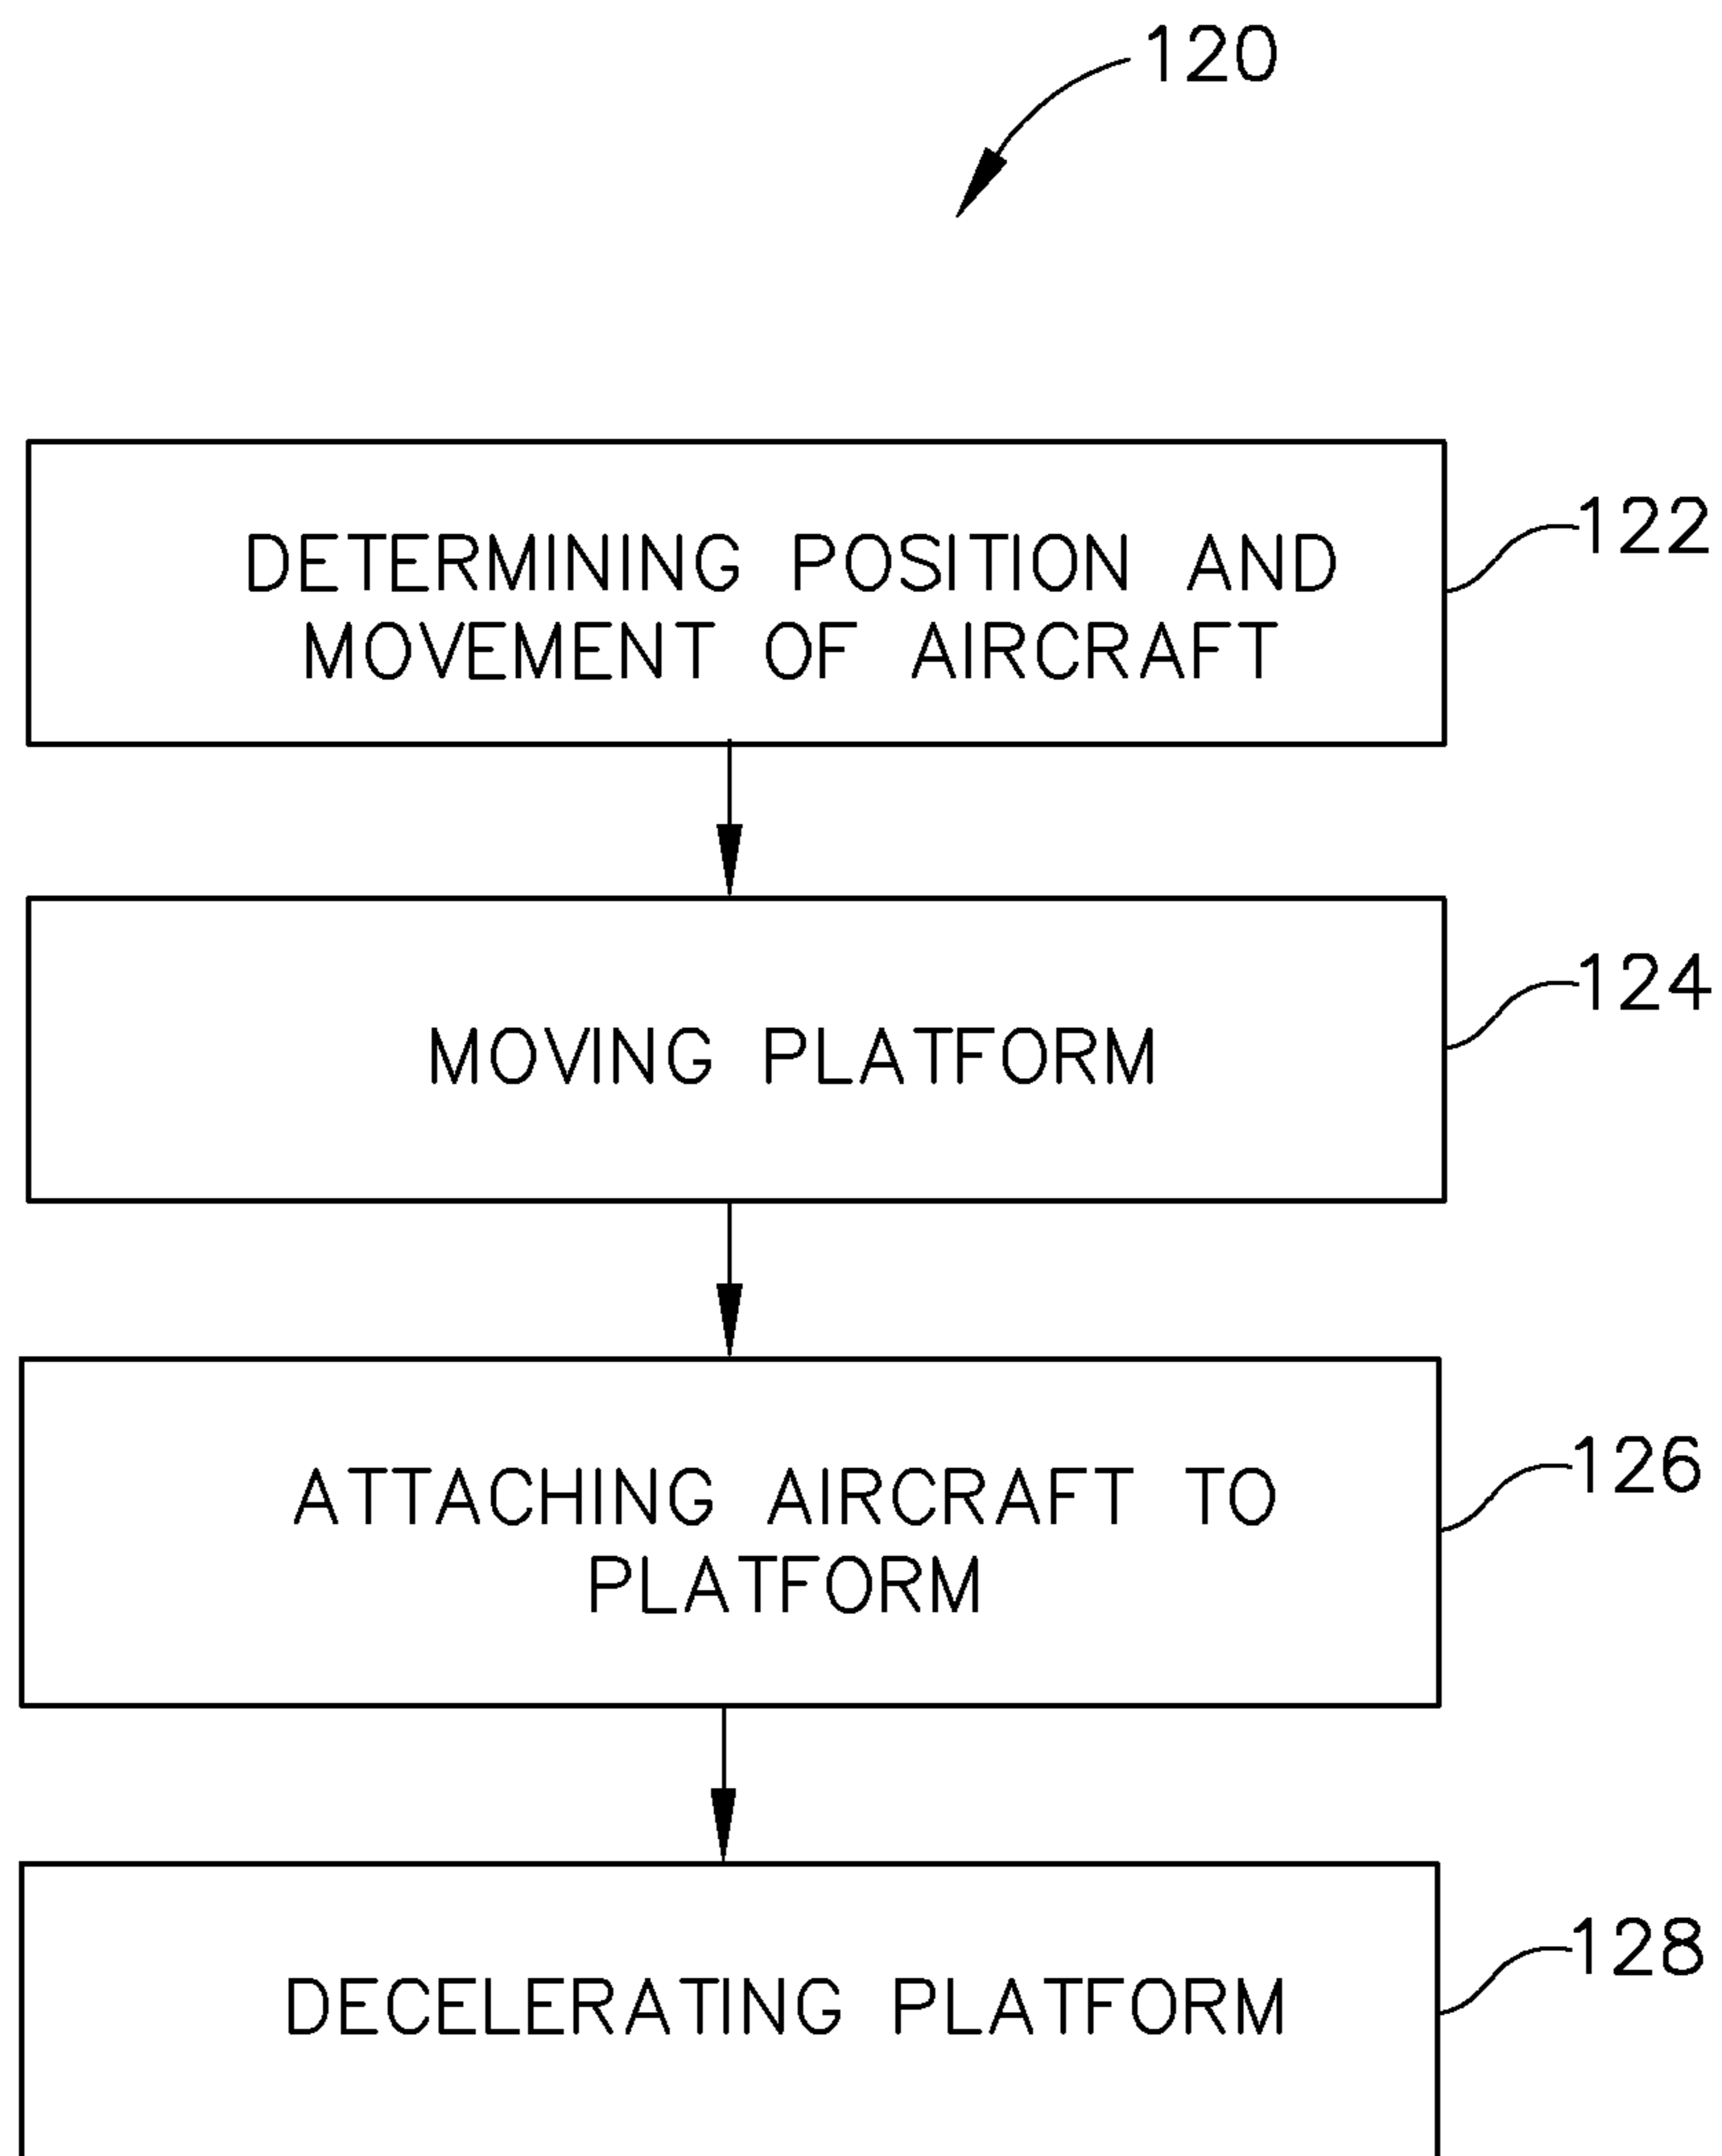 120
DETERMINING POSITION AND
MOVEMENT OF AIRCRAFT
122
MOVING PLATFORM
124
ATTACHING AIRCRAFT TO
PLATFORM
126
DECELERATING PLATFORM
128